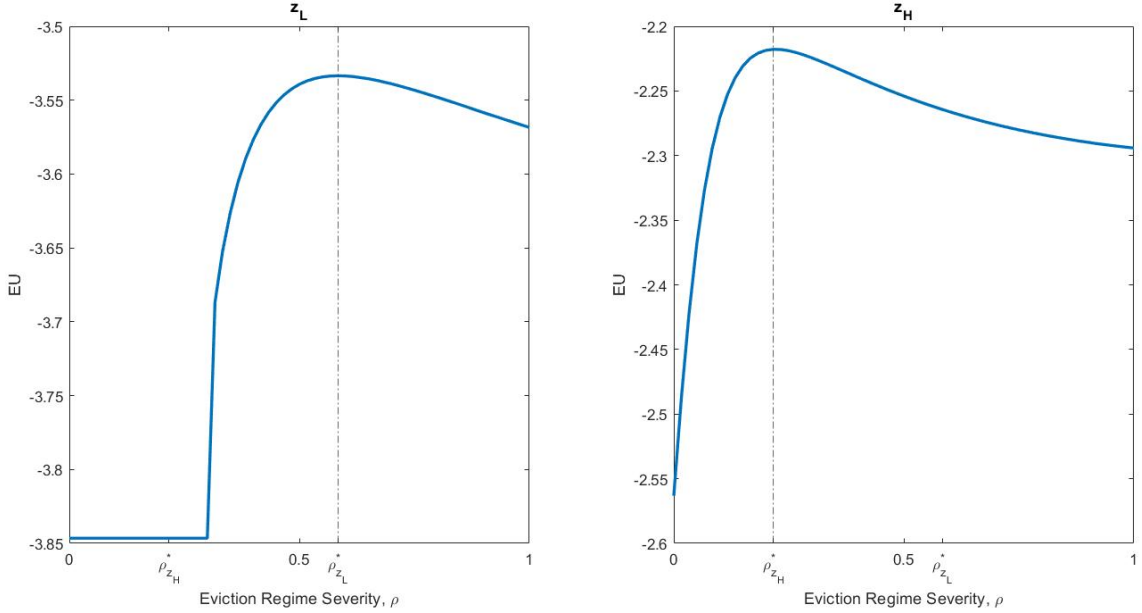 z_L
-3.5
-3.55
-3.6
-3.65
-3.7
-3.75
-3.8
-3.85
EU
0
ρ*_{z_H}
0.5
ρ*_{z_L}
1
Eviction Regime Severity, ρ
z_H
-2.2
-2.25
-2.3
-2.35
-2.4
-2.45
-2.5
-2.55
-2.6
EU
0
ρ*_{z_H}
0.5
ρ*_{z_L}
1
Eviction Regime Severity, ρ